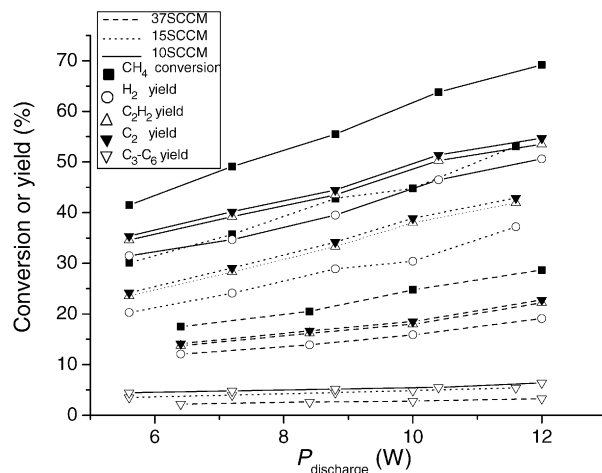 37SCCM
15SCCM
10SCCM
CH4 conversion
H2 yield
C2H2 yield
C2 yield
C3-C6 yield
Conversion or yield (%)
70
60
50
40
30
20
10
0
6 8 10 12
Pdischarge (W)